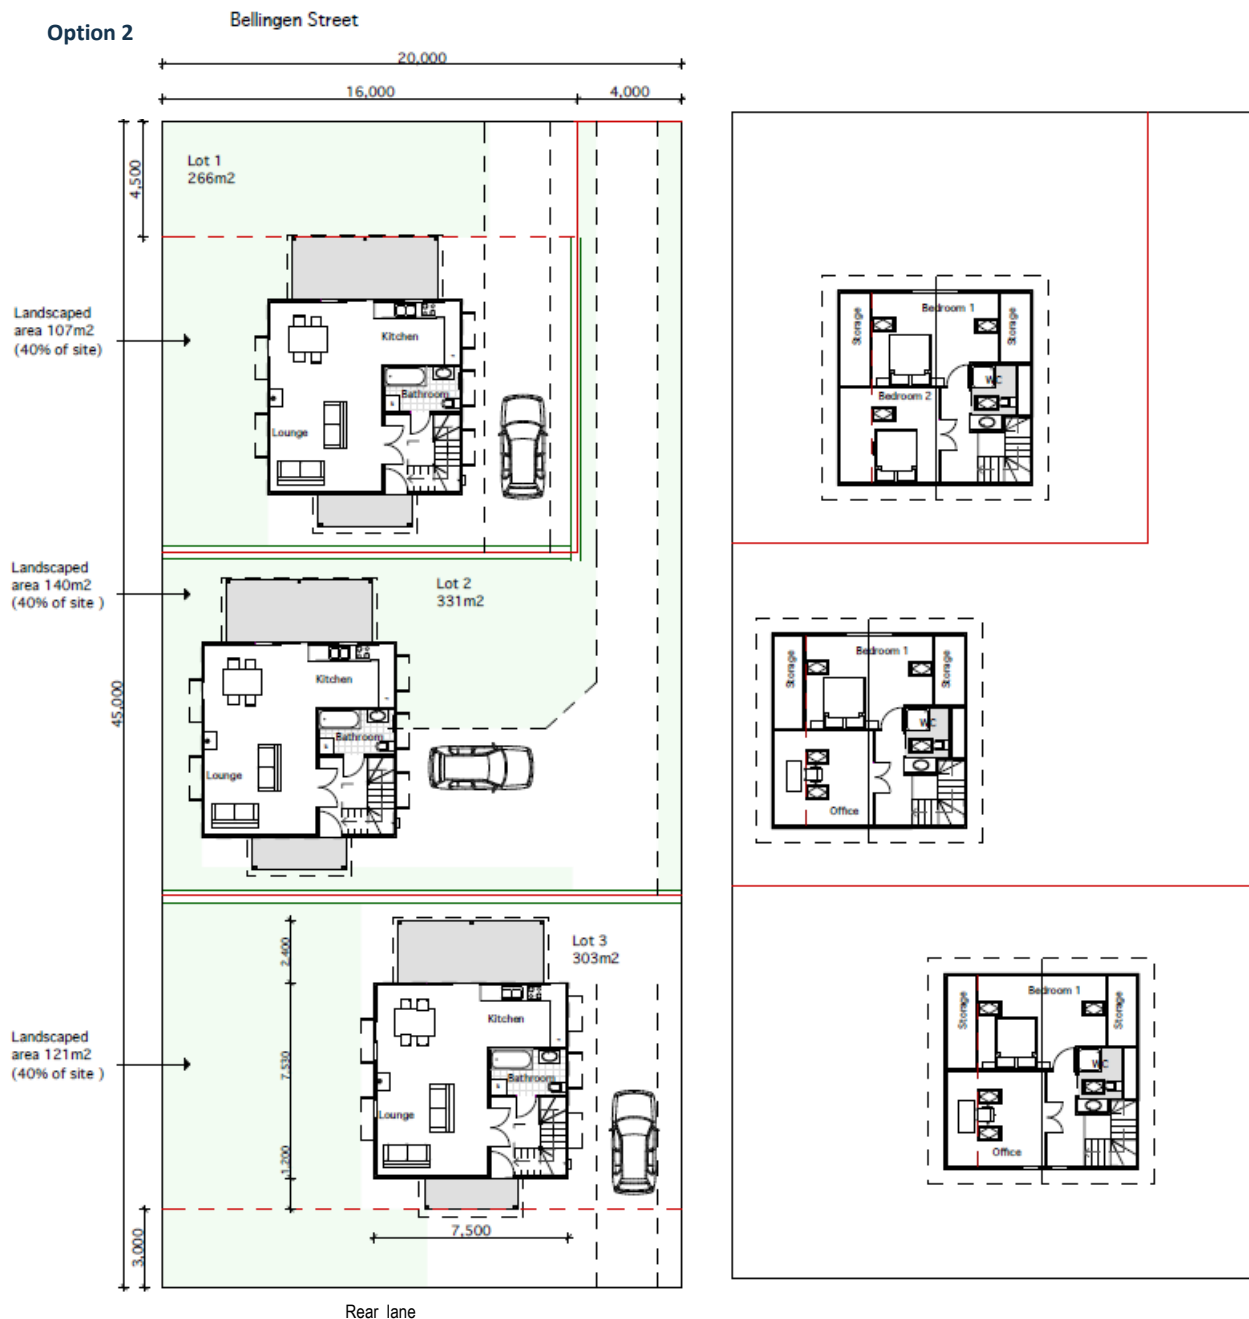 Option 2
Bellingen Street
20,000
16,000
4,000
4,500
Lot 1
266m2
Landscaped
area 107m2
(40% of site)
Kitchen
Bathroom
Lounge
Storage
Bedroom 1
Storage
WC
Bedroom 2
45,000
Landscaped
area 140m2
(40% of site )
Lot 2
331m2
Kitchen
Bathroom
Lounge
Storage
Bedroom 1
Storage
WC
Office
Landscaped
area 121m2
(40% of site )
Lot 3
303m2
2,400
7,530
1,200
Kitchen
Bathroom
Lounge
7,500
3,000
Storage
Bedroom 1
Storage
WC
Office
Rear lane